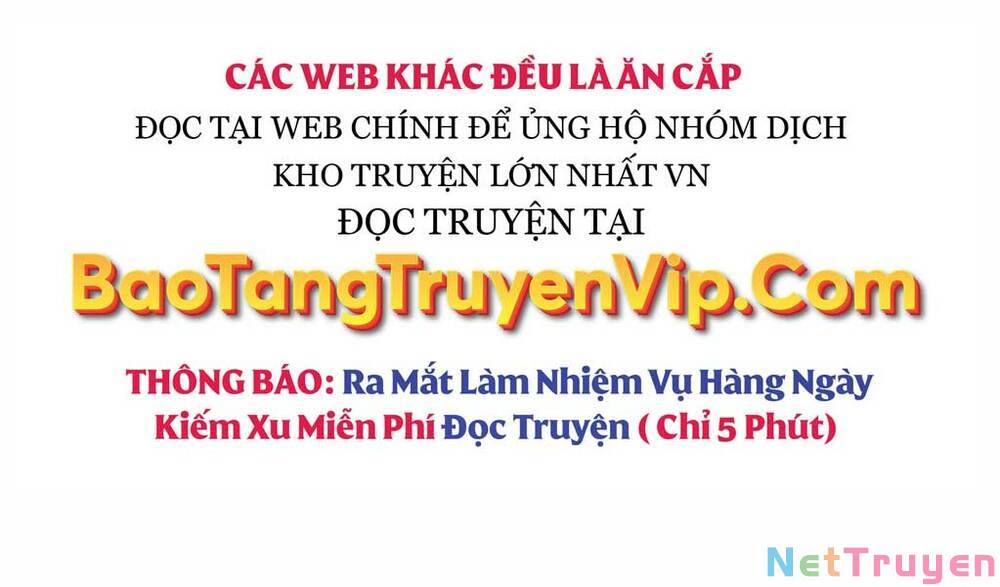 CÁC WEB KHÁC ĐỀU LÀ ĂN CẮP
ĐỌC TẠI WEB CHÍNH ĐỂ ỦNG HỘ NHÓM DỊCH
KHO TRUYỆN LỚN NHẤT VN
ĐỌC TRUYỆN TẠI
BaoTangTruyenVip.Com
THÔNG BÁO: Ra Mắt Làm Nhiệm Vụ Hàng Ngày
Kiếm Xu Miễn Phí Đọc Truyện ( Chỉ 5 Phút)
NetTruyen